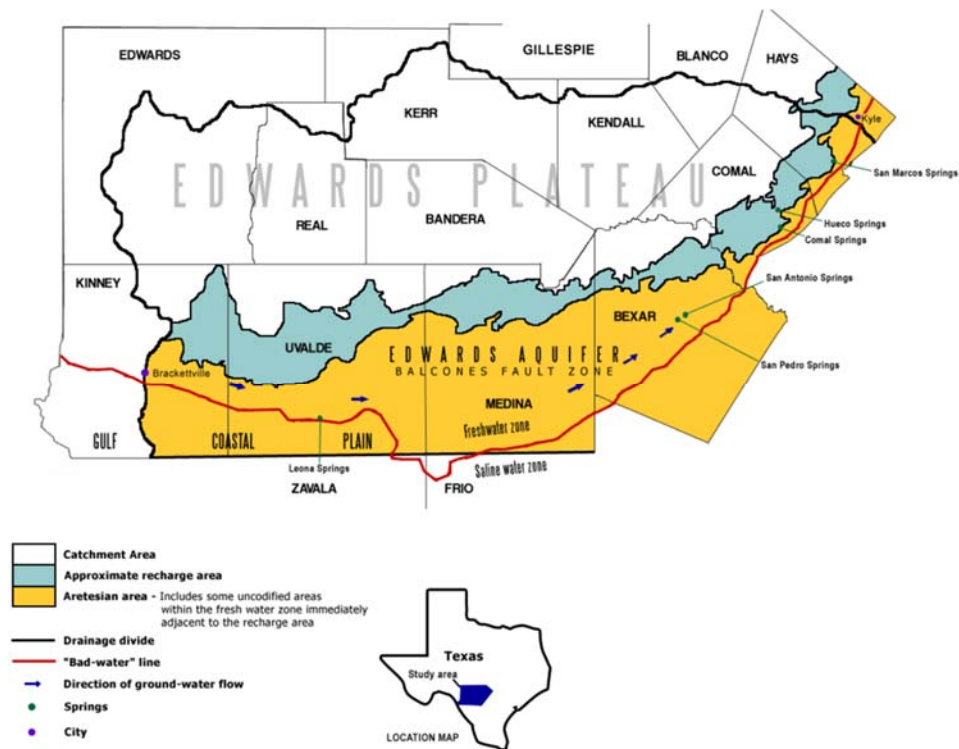 EDWARDS
GILLESPIE
BLANCO
HAYS
KERR
KENDALL
Kyle
EDWARDS PLATEAU
COMAL
San Marcos Springs
REAL
BANDERA
Hueco Springs
Comal Springs
KINNEY
San Antonio Springs
BEXAR
UVALDE
EDWARDS AQUIFER
BALCONES FAULT ZONE
San Pedro Springs
Brackettville
MEDINA
GULF COASTAL PLAIN
Freshwater zone
Leona Springs
Saline water zone
ZAVALA
FRIO
Catchment Area
Approximate recharge area
Aretesian area - Includes some uncodified areas
within the fresh water zone immediately
adjacent to the recharge area
Drainage divide
"Bad-water" line
Direction of ground-water flow
Springs
City
Texas
Study area
LOCATION MAP